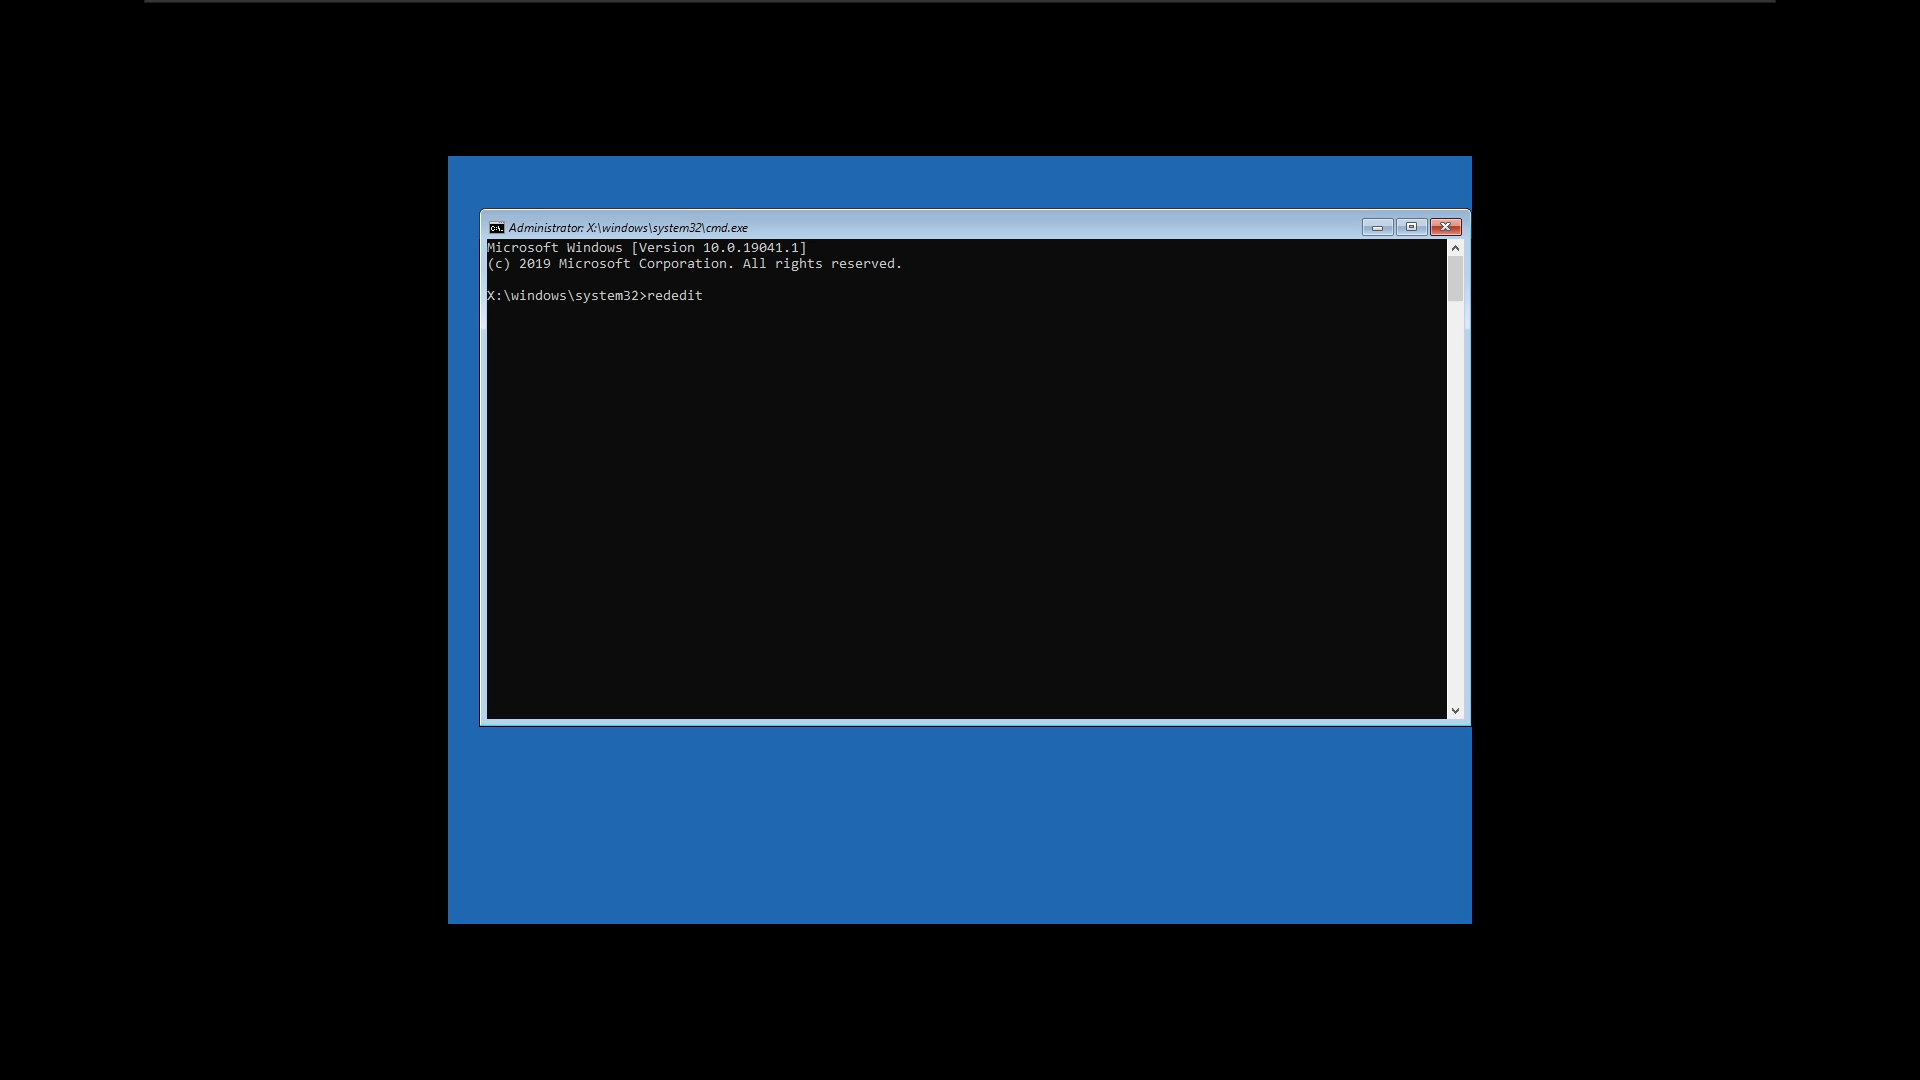 Administrator: X:\windows\system32\cmd.exe
Microsoft Windows [Version 10.0.19041.1]
(c) 2019 Microsoft Corporation. All rights reserved.
X:\windows\system32>rededit